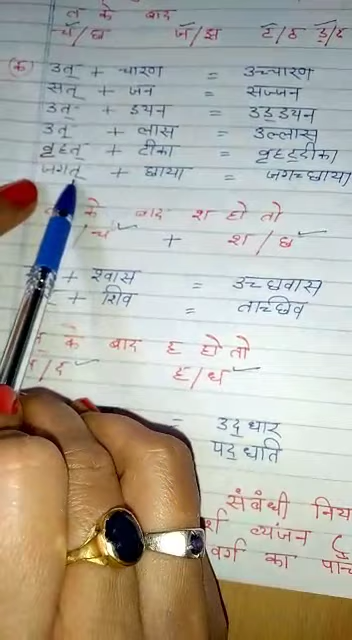 त के बाद
च/छ ज/झ ट/ठ ड/ढ
(क) उत् + चारण = उच्चारण
सत् + जन = सज्जन
उत् + डयन = उड्डयन
उत् + लास = उल्लास
बृहत् + टीका = बृहट्टीका
जगत् + छाया = जगच्छाया
के बाद श हो तो
/च + श/छ
+ श्वास = उच्छवास
+ शिव = तच्छिव
के बाद ह हो तो
/द ह/ध
= उद्धार
पद्धति
संबंधी निय
र्श व्यंजन (
वर्ग का पाँच